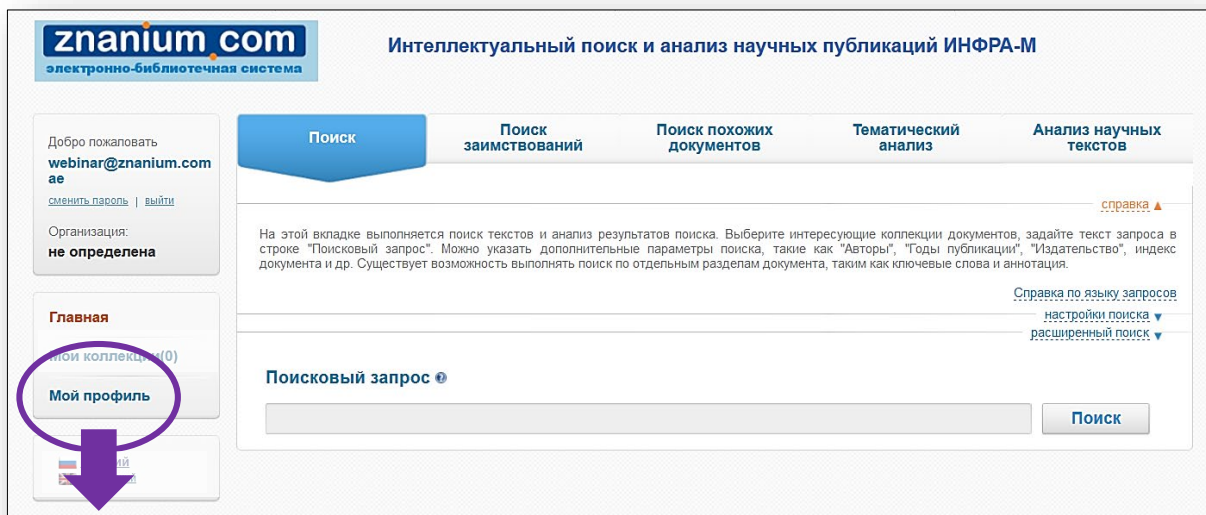 znanium.com
электронно-библиотечная система
Интеллектуальный поиск и анализ научных публикаций ИНФРА-М
Добро пожаловать
webinar@znanium.com
ae
сменить пароль | выйти
Организация:
не определена
Главная
Мои коллекции(0)
Мой профиль
Поиск
Поиск
заимствований
Поиск похожих
документов
Тематический
анализ
Анализ научных
текстов
справка
На этой вкладке выполняется поиск текстов и анализ результатов поиска. Выберите интересующие коллекции документов, задайте текст запроса в
строке "Поисковый запрос". Можно указать дополнительные параметры поиска, такие как "Авторы", "Годы публикации", "Издательство", индекс
документа и др. Существует возможность выполнять поиск по отдельным разделам документа, таким как ключевые слова и аннотация.
Справка по языку запросов
настройки поиска
расширенный поиск
Поисковый запрос
Поиск